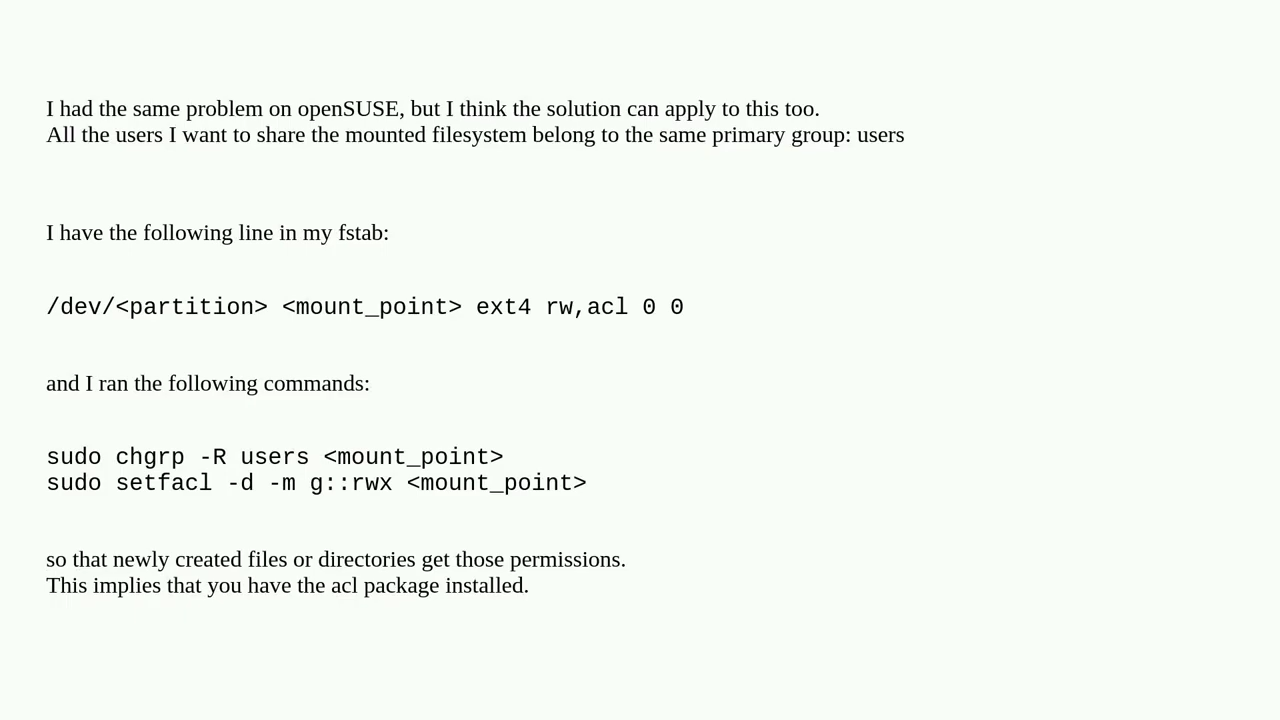 I had the same problem on openSUSE, but I think the solution can apply to this too.
All the users I want to share the mounted filesystem belong to the same primary group: users
I have the following line in my fstab:
/dev/<partition> <mount_point> ext4 rw,acl 0 0
and I ran the following commands:
sudo chgrp -R users <mount_point>
sudo setfacl -d -m g::rwx <mount_point>
so that newly created files or directories get those permissions.
This implies that you have the acl package installed.